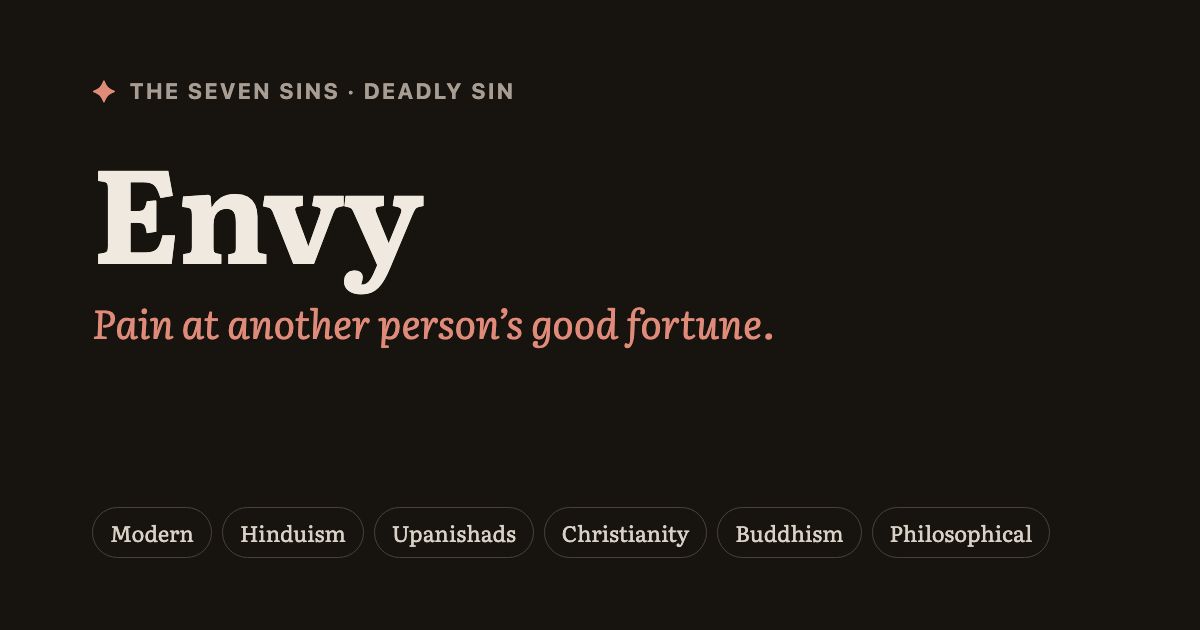 THE SEVEN SINS · DEADLY SIN
Envy
Pain at another person’s good fortune.
Modern Hinduism Upanishads Christianity Buddhism Philosophical